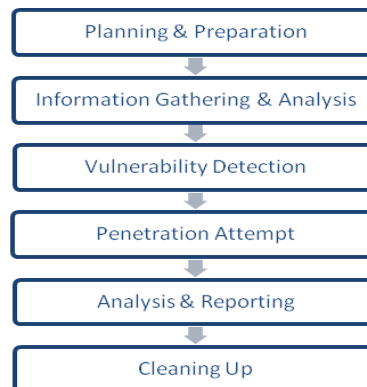 Planning & Preparation
Information Gathering & Analysis
Vulnerability Detection
Penetration Attempt
Analysis & Reporting
Cleaning Up